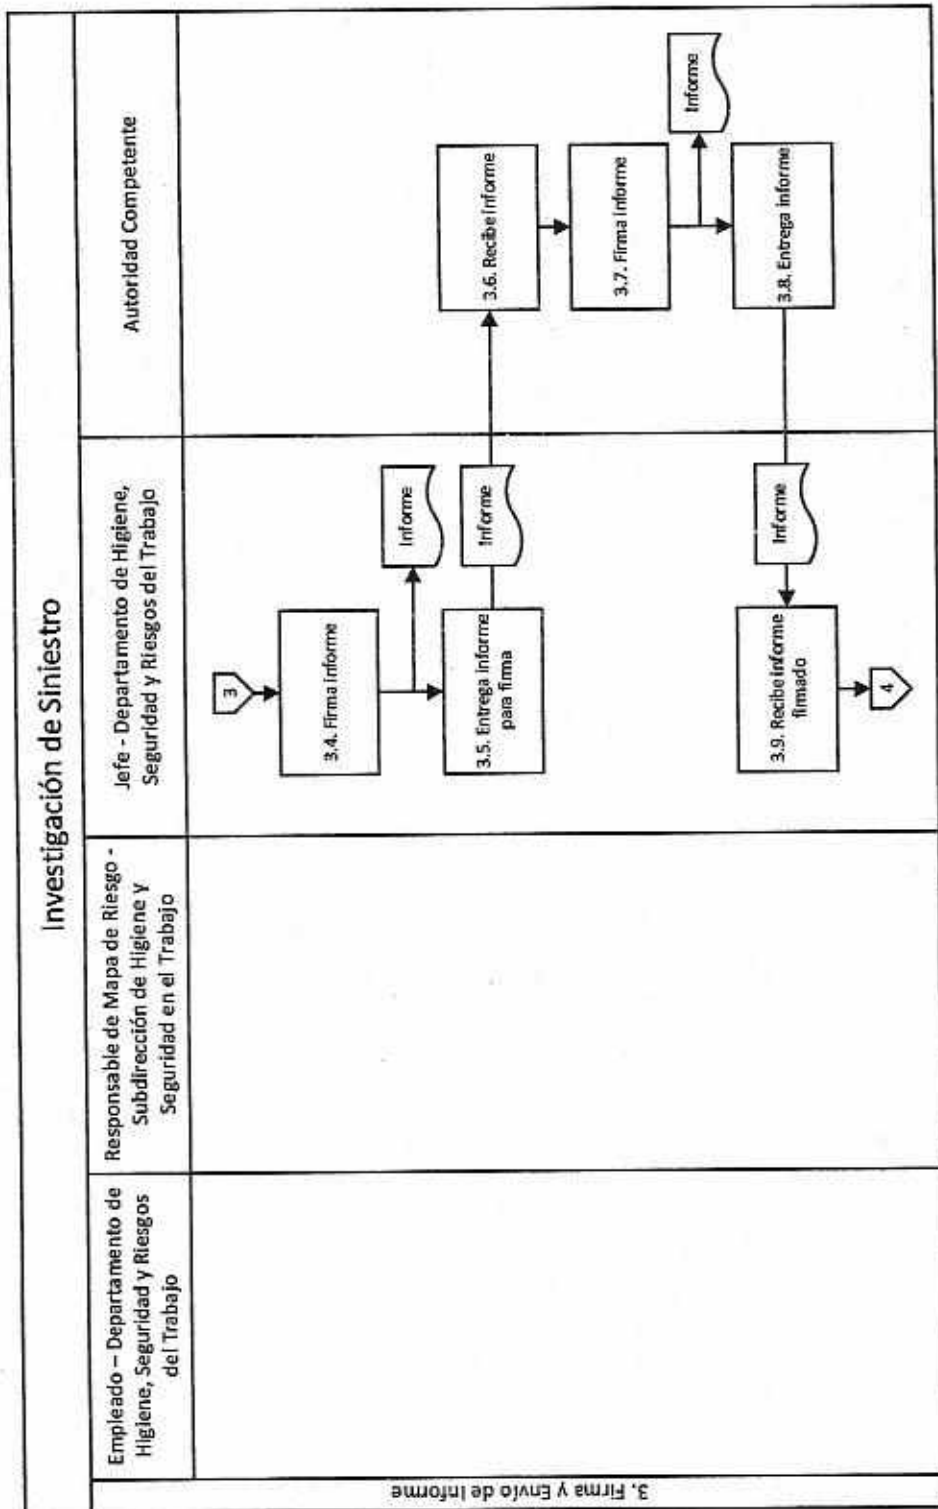 Investigación de Siniestro
Empleado – Departamento de
Higiene, Seguridad y Riesgos
del Trabajo
Responsable de Mapa de Riesgo -
Subdirección de Higiene y
Seguridad en el Trabajo
Jefe - Departamento de Higiene,
Seguridad y Riesgos del Trabajo
Autoridad Competente
3. Firma y Envío de Informe
3
3.4. Firma informe
Informe
3.5. Entrega informe
para firma
Informe
3.6. Recibe informe
3.7. Firma informe
Informe
3.8. Entrega informe
Informe
3.9. Recibe informe
firmado
4